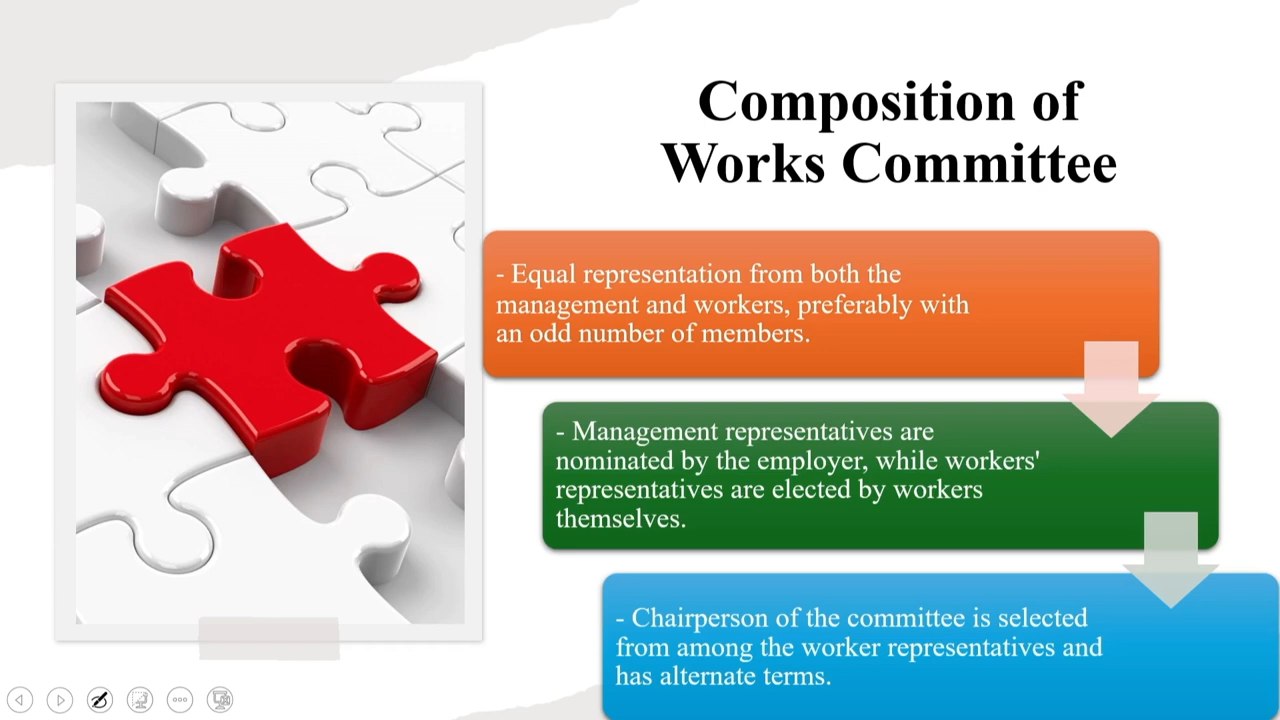 Composition of
Works Committee
- Equal representation from both the
management and workers, preferably with
an odd number of members.
- Management representatives are
nominated by the employer, while workers'
representatives are elected by workers
themselves.
- Chairperson of the committee is selected
from among the worker representatives and
has alternate terms.